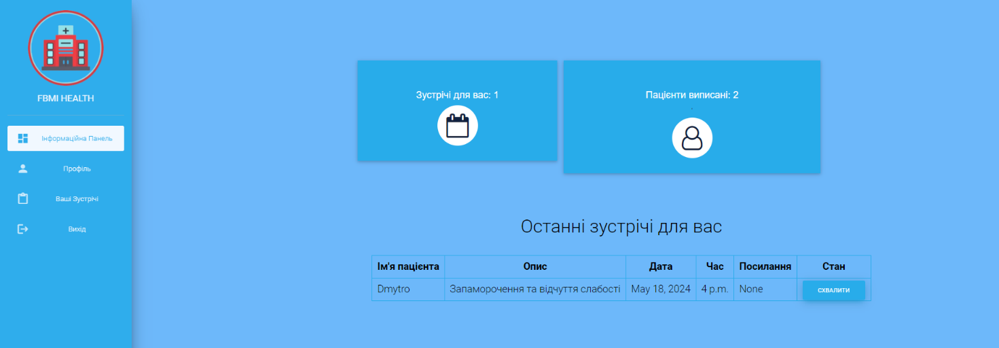 FBMI HEALTH
Інформаційна Панель
Профіль
Ваші Зустрічі
Вихід
Зустрічі для вас: 1
Пацієнти виписані: 2
.
Останні зустрічі для вас
Ім'я пацієнта Опис Дата Час Посилання Стан
Dmytro Запаморочення та відчуття слабості May 18, 2024 4 p.m. None СХВАЛИТИ